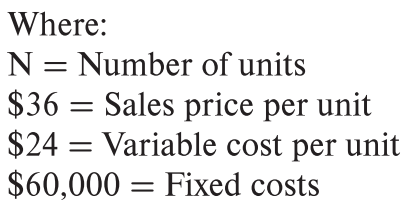 Where:
N = Number of units
$36 = Sales price per unit
$24 = Variable cost per unit
$60,000 = Fixed costs